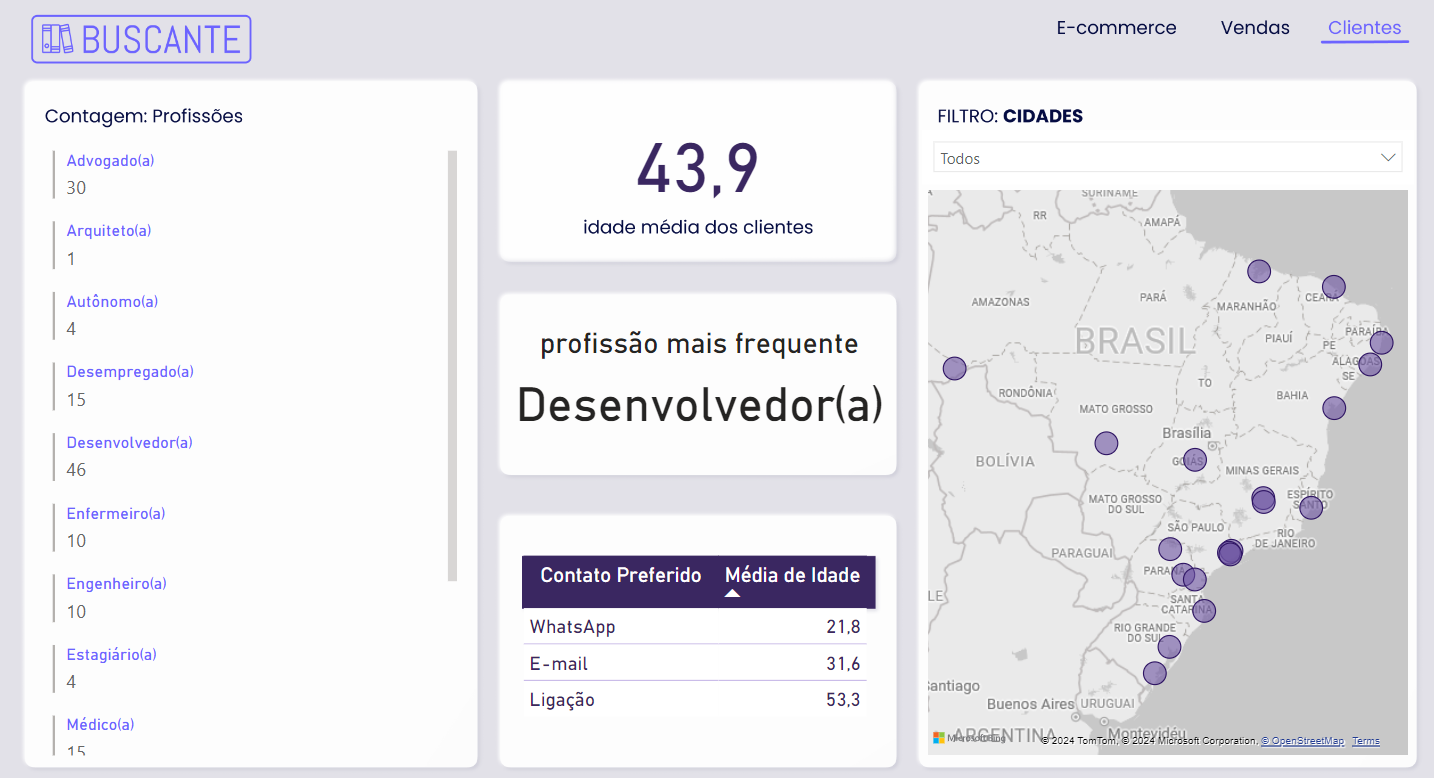 BUSCANTE
E-commerce
Vendas
Clientes
Contagem: Profissões
Advogado(a)
30
Arquiteto(a)
1
Autônomo(a)
4
Desempregado(a)
15
Desenvolvedor(a)
46
Enfermeiro(a)
10
Engenheiro(a)
10
Estagiário(a)
4
Médico(a)
15
43,9
idade média dos clientes
profissão mais frequente
Desenvolvedor(a)
Contato Preferido Média de Idade
WhatsApp 21,8
E-mail 31,6
Ligação 53,3
FILTRO: CIDADES
Todos
SURINAME
RR
AMAPÁ
AMAZONAS
PARÁ
MARANHÃO
CEARÁ
BRASIL
PIAUÍ
PE
PARAÍBA
ALAGOAS
SE
RONDÔNIA
TO
BAHIA
MATO GROSSO
Brasília
BOLÍVIA
GOIÁS
MINAS GERAIS
MATO GROSSO
DO SUL
ESPÍRITO
SANTO
SÃO PAULO
RIO
DE JANEIRO
PARAGUAI
PARANÁ
SANTA
CATARINA
RIO GRANDE
DO SUL
Santiago
Buenos Aires
URUGUAI
Montevidéu
ARGENTINA
Microsoft Bing
© 2024 TomTom, © 2024 Microsoft Corporation, © OpenStreetMap Terms